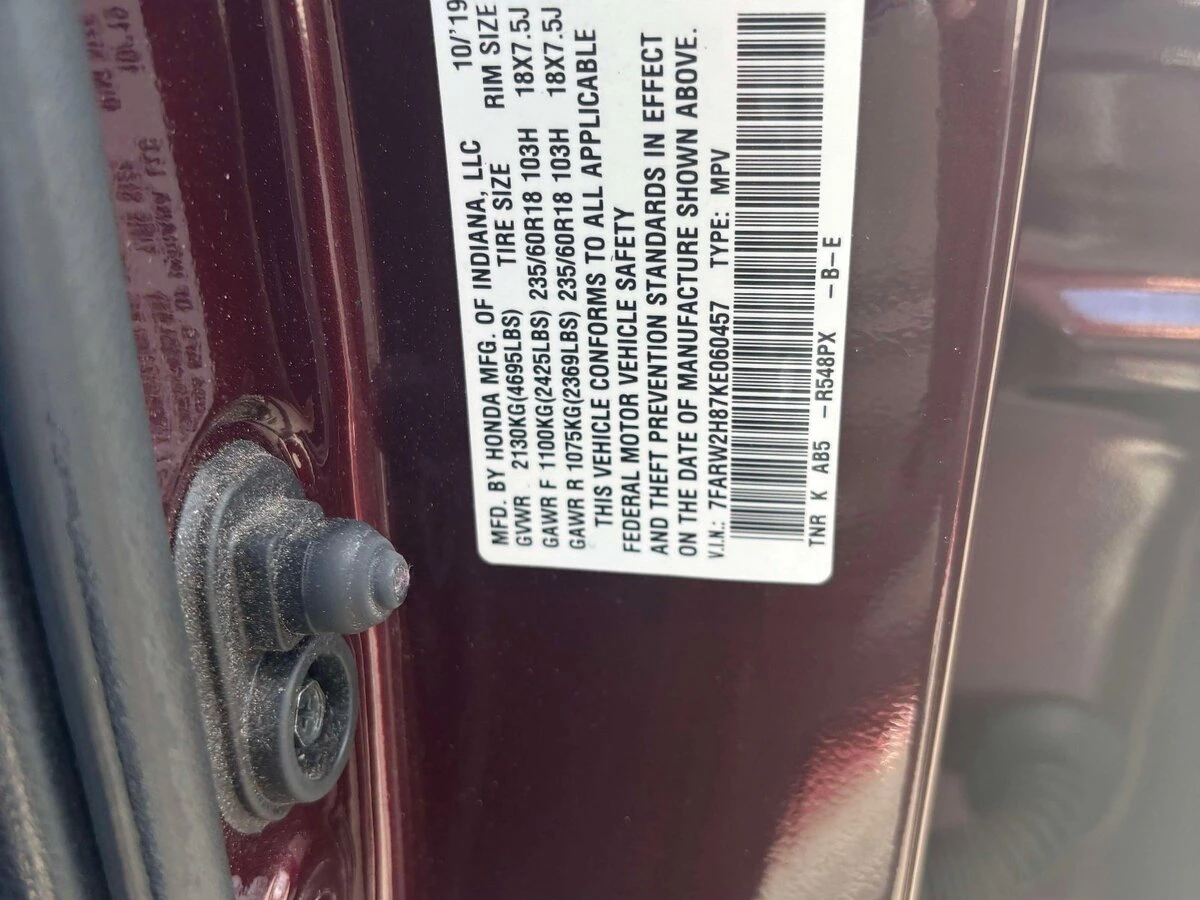 MFD. BY HONDA MFG. OF INDIANA, LLC 10/'19
GVWR 2130KG(4695LBS) TIRE SIZE RIM SIZE
GAWR F 1100KG(2425LBS) 235/60R18 103H 18X7.5J
GAWR R 1075KG(2369LBS) 235/60R18 103H 18X7.5J
THIS VEHICLE CONFORMS TO ALL APPLICABLE
FEDERAL MOTOR VEHICLE SAFETY
AND THEFT PREVENTION STANDARDS IN EFFECT
ON THE DATE OF MANUFACTURE SHOWN ABOVE.
V.I.N.: 7FARW2H87KE060457 TYPE: MPV
TNR K AB5 -R548PX -B-E